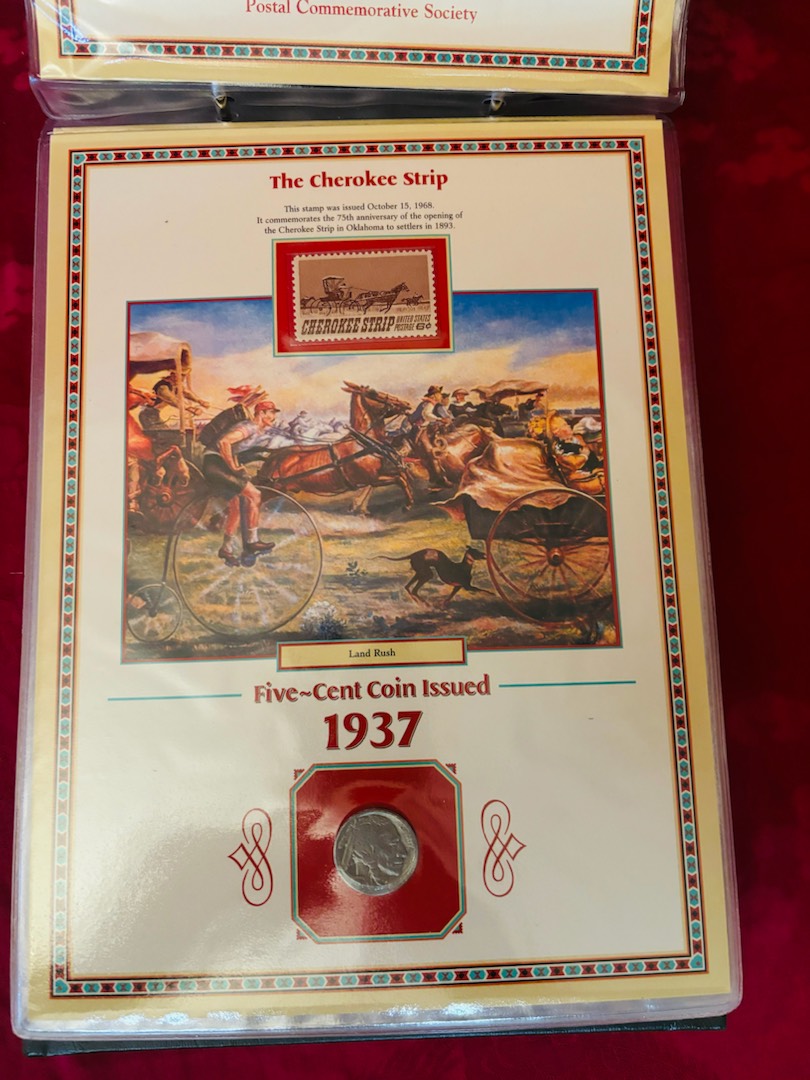 Postal Commemorative Society
The Cherokee Strip
This stamp was issued October 15, 1968.
It commemorates the 75th anniversary of the opening of
the Cherokee Strip in Oklahoma to settlers in 1893.
CHEROKEE STRIP UNITED STATES
POSTAGE 6¢
Land Rush
Five~Cent Coin Issued
1937